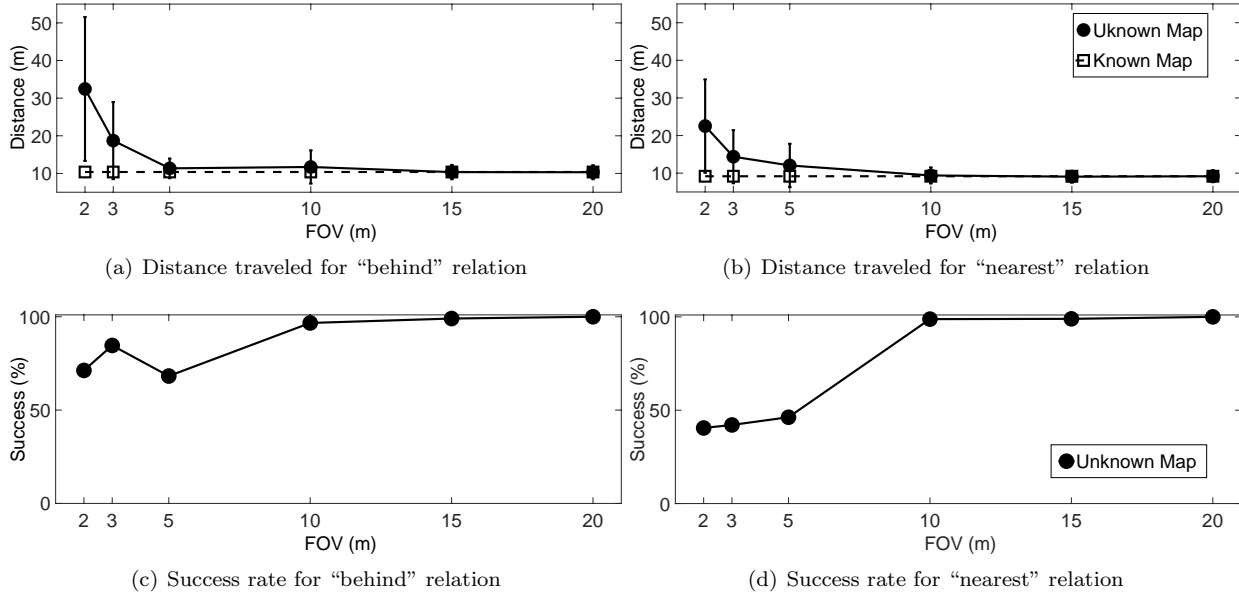 50
40
30
20
10
Distance (m)
2 3 5 10 15 20
FOV (m)
(a) Distance traveled for “behind” relation
50
40
30
20
10
Distance (m)
Uknown Map
Known Map
2 3 5 10 15 20
FOV (m)
(b) Distance traveled for “nearest” relation
100
50
0
Success (%)
2 3 5 10 15 20
FOV (m)
(c) Success rate for “behind” relation
100
50
0
Success (%)
Unknown Map
2 3 5 10 15 20
FOV (m)
(d) Success rate for “nearest” relation